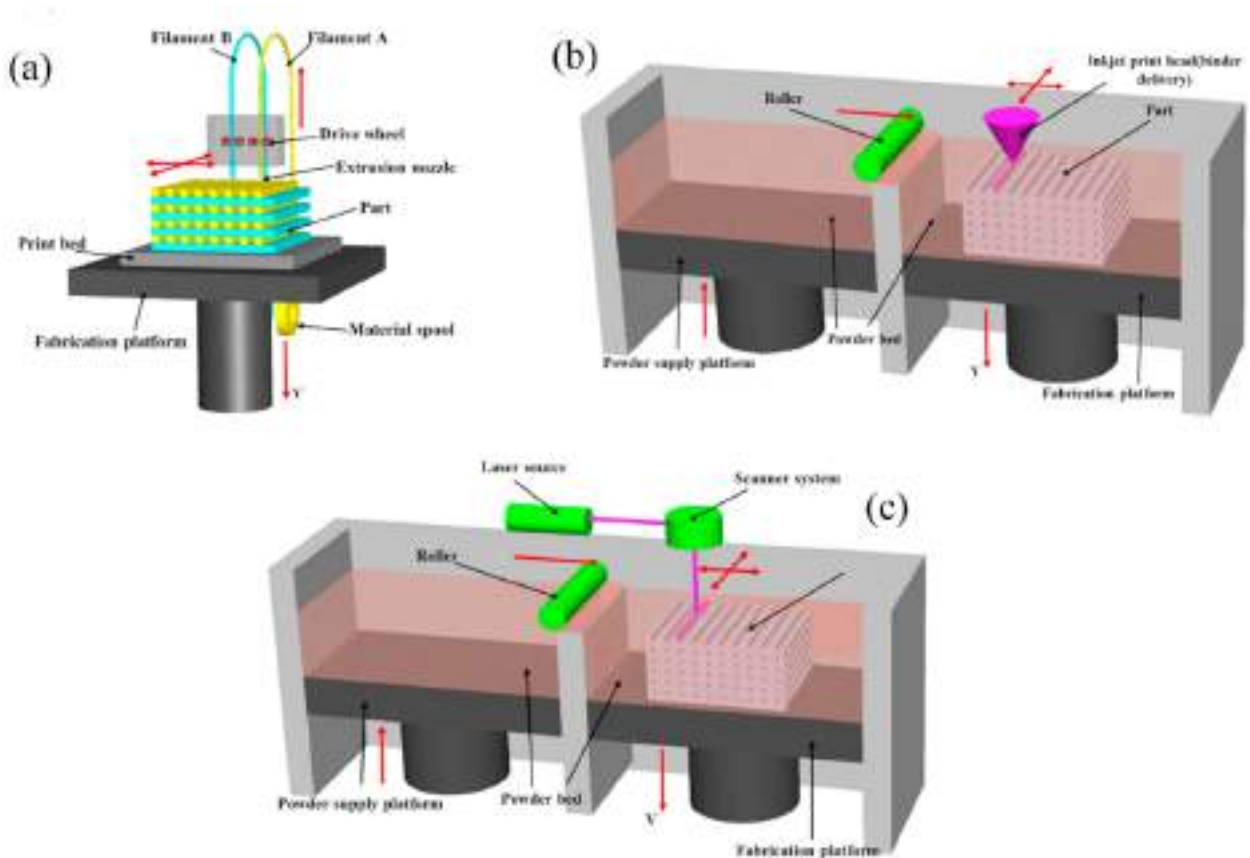 (a)
Filament B
Filament A
Drive wheel
Extrusion nozzle
Part
Print bed
Fabrication platform
Material spool
V
(b)
Inkjet print head(binder
delivery)
Roller
Part
Powder bed
Powder supply platform
V
Fabrication platform
(c)
Laser source
Scanner system
Roller
Powder supply platform
Powder bed
V
Fabrication platform